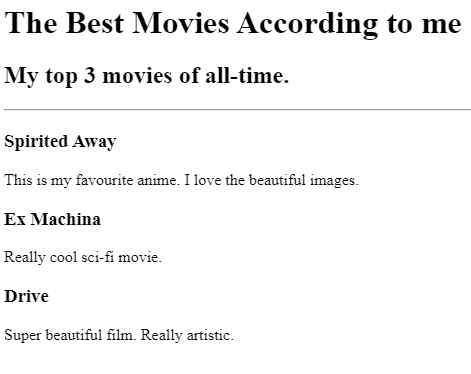 The Best Movies According to me
My top 3 movies of all-time.
Spirited Away
This is my favourite anime. I love the beautiful images.
Ex Machina
Really cool sci-fi movie.
Drive
Super beautiful film. Really artistic.